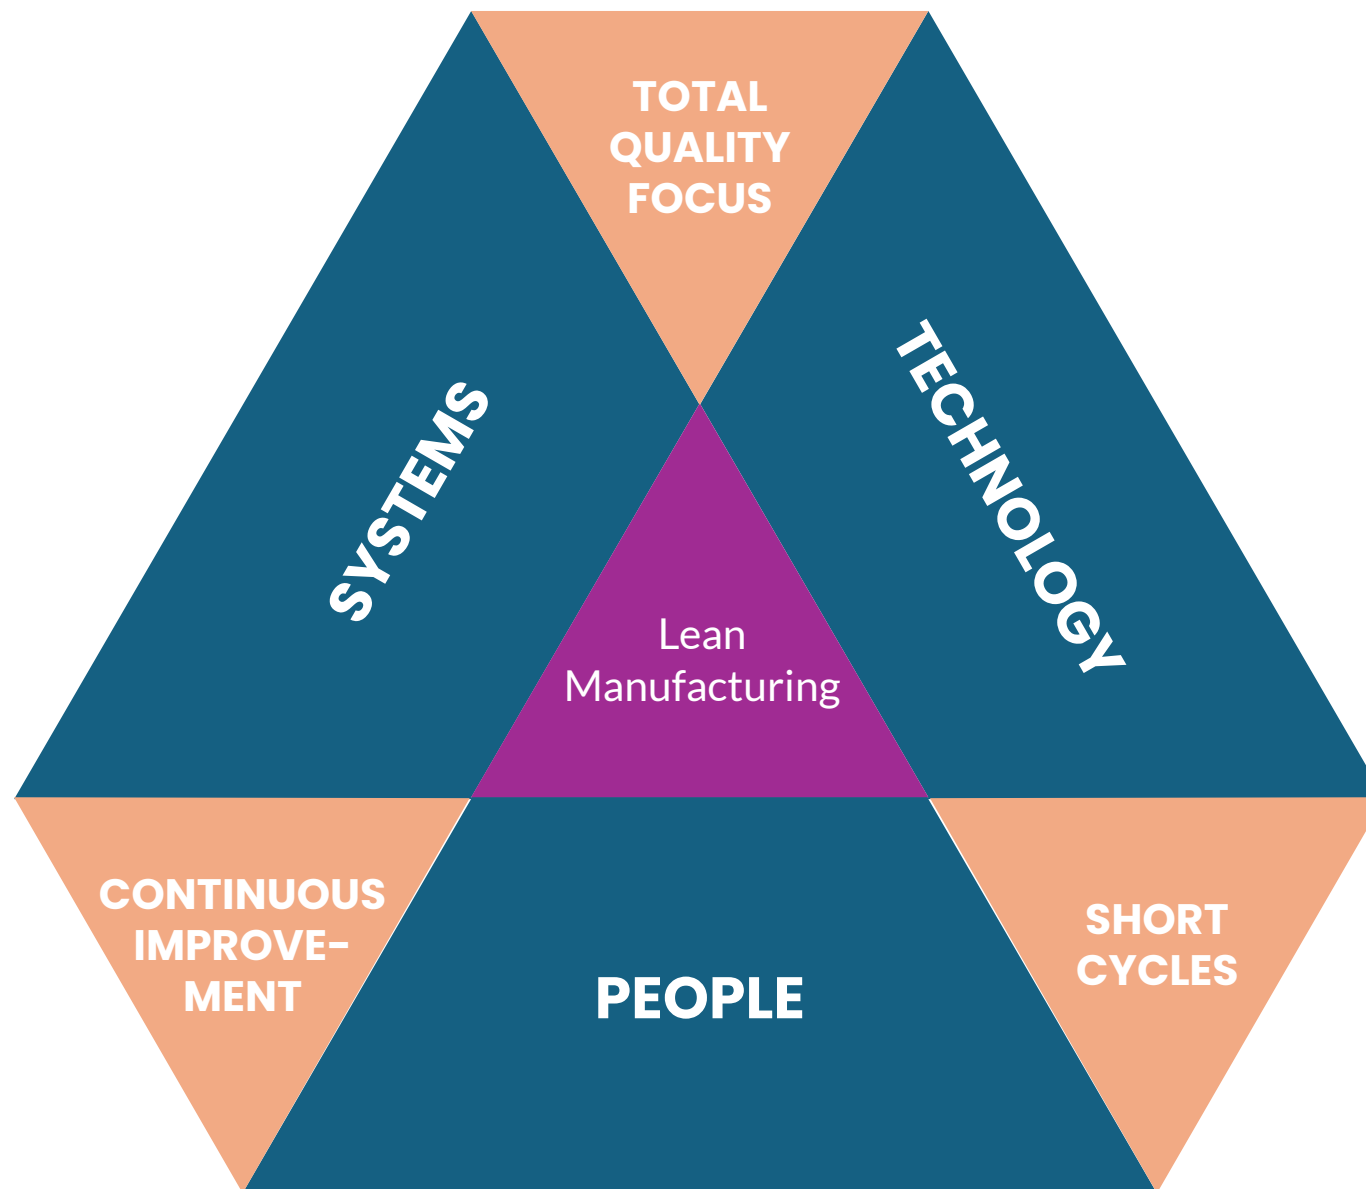 TOTAL
QUALITY
FOCUS
SYSTEMS
TECHNOLOGY
Lean
Manufacturing
CONTINUOUS
IMPROVE-
MENT
PEOPLE
SHORT
CYCLES